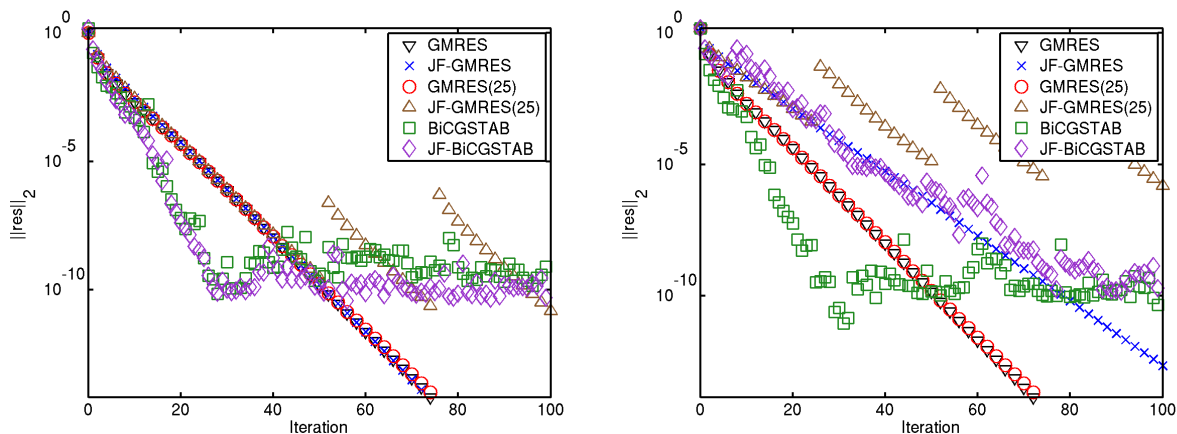 10^0
10^-5
10^-10
||res||_2
0 20 40 60 80 100
Iteration
GMRES
JF-GMRES
GMRES(25)
JF-GMRES(25)
BiCGSTAB
JF-BiCGSTAB
10^0
10^-5
10^-10
||res||_2
0 20 40 60 80 100
Iteration
GMRES
JF-GMRES
GMRES(25)
JF-GMRES(25)
BiCGSTAB
JF-BiCGSTAB